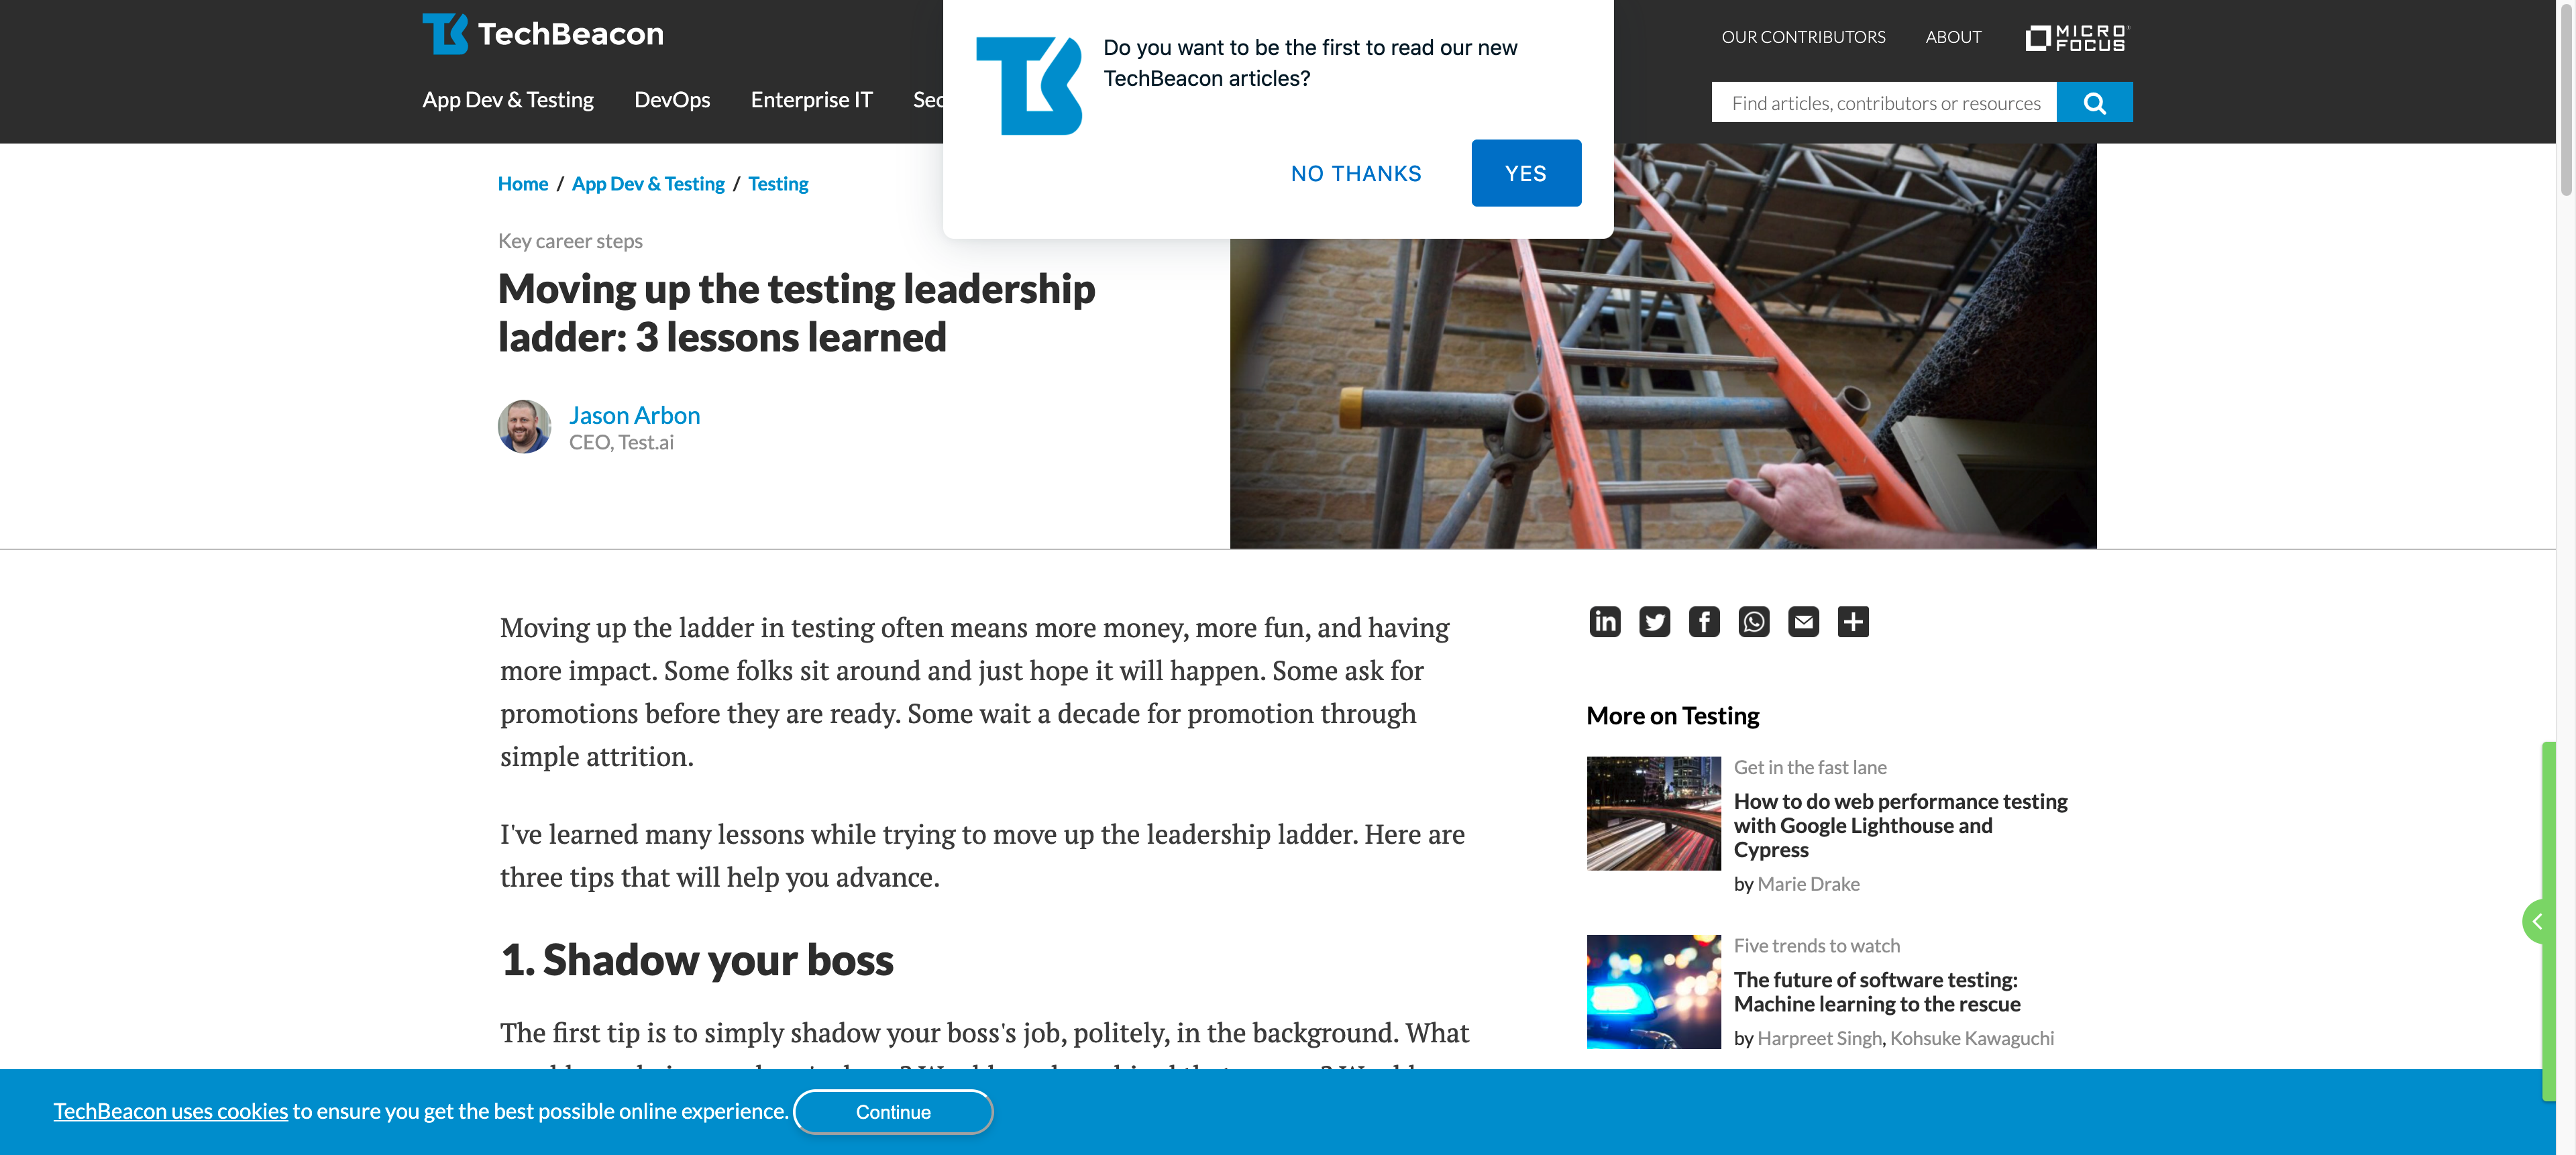 TechBeacon
App Dev & Testing DevOps Enterprise IT Sec
Do you want to be the first to read our new
TechBeacon articles?
NO THANKS YES
OUR CONTRIBUTORS ABOUT MICRO
FOCUS
Find articles, contributors or resources
Home / App Dev & Testing / Testing
Key career steps
Moving up the testing leadership
ladder: 3 lessons learned
Jason Arbon
CEO, Test.ai
Moving up the ladder in testing often means more money, more fun, and having
more impact. Some folks sit around and just hope it will happen. Some ask for
promotions before they are ready. Some wait a decade for promotion through
simple attrition.
I've learned many lessons while trying to move up the leadership ladder. Here are
three tips that will help you advance.
1. Shadow your boss
The first tip is to simply shadow your boss's job, politely, in the background. What
More on Testing
Get in the fast lane
How to do web performance testing
with Google Lighthouse and
Cypress
by Marie Drake
Five trends to watch
The future of software testing:
Machine learning to the rescue
by Harpreet Singh, Kohsuke Kawaguchi
TechBeacon uses cookies to ensure you get the best possible online experience. Continue